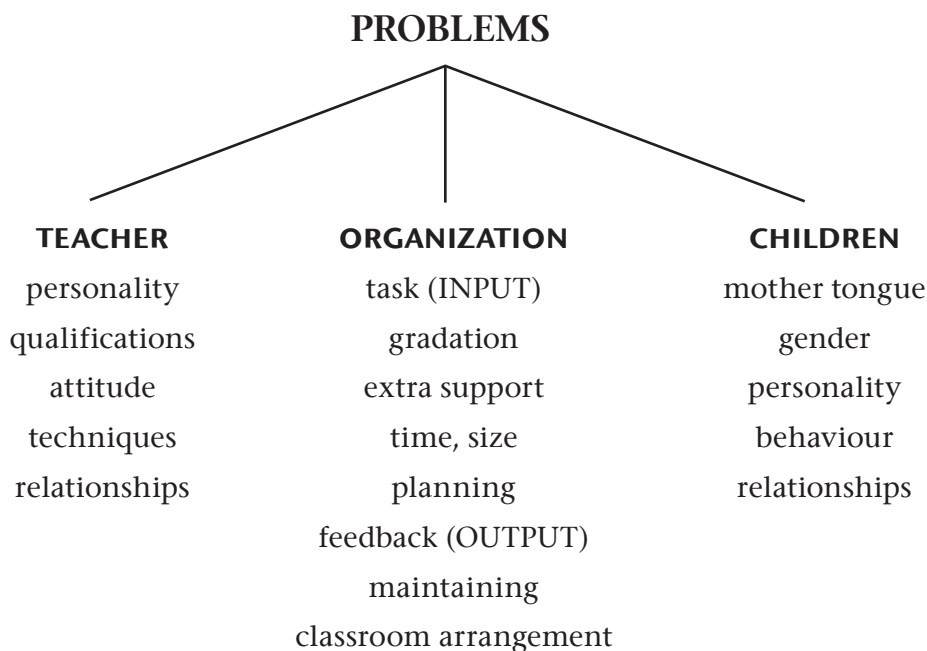 PROBLEMS
TEACHER
personality
qualifications
attitude
techniques
relationships
ORGANIZATION
task (INPUT)
gradation
extra support
time, size
planning
feedback (OUTPUT)
maintaining
classroom arrangement
CHILDREN
mother tongue
gender
personality
behaviour
relationships